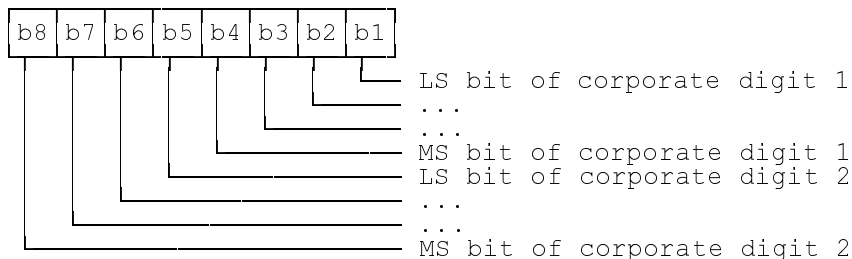 b8 b7 b6 b5 b4 b3 b2 b1
LS bit of corporate digit 1
...
...
MS bit of corporate digit 1
LS bit of corporate digit 2
...
...
MS bit of corporate digit 2